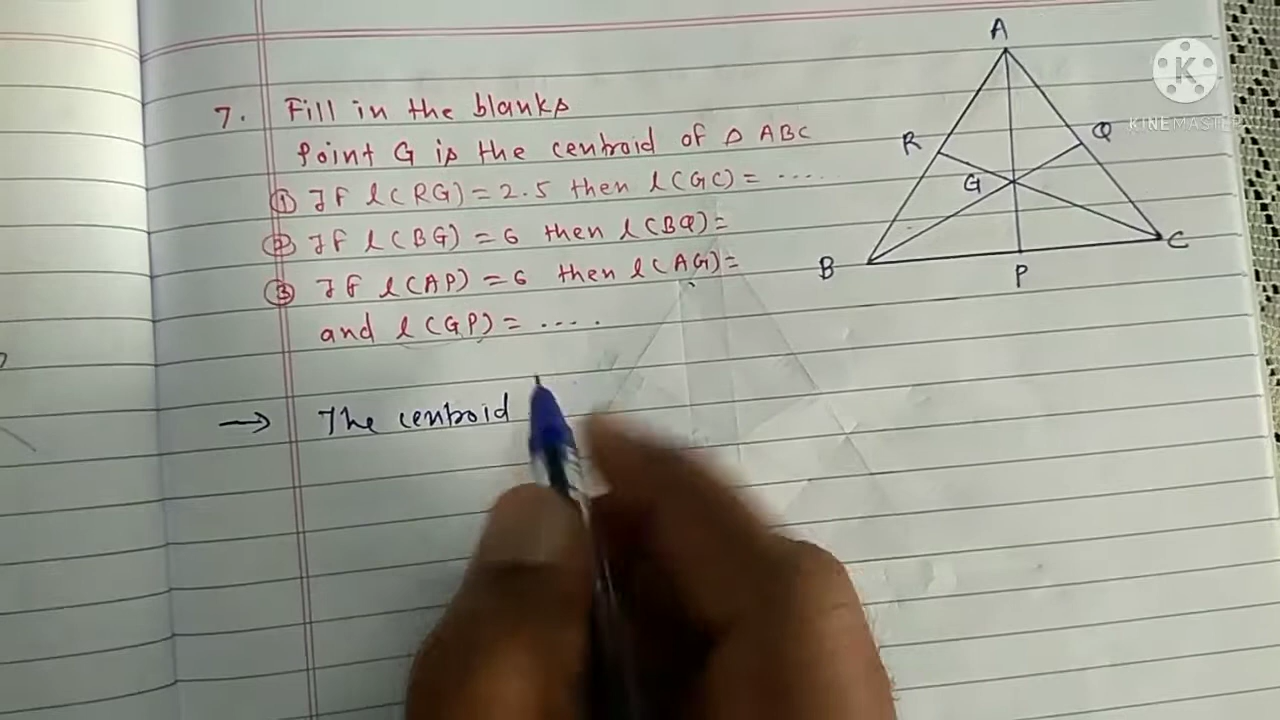 7. Fill in the blanks
Point G is the centroid of △ ABC
① If l(RG) = 2.5 then l(GC) = ....
② If l(BG) = 6 then l(BQ) =
③ If l(AP) = 6 then l(AG) =
and l(GP) = ....
→ The centroid
A
R
Q
G
B
P
C
K
KINEMASTER